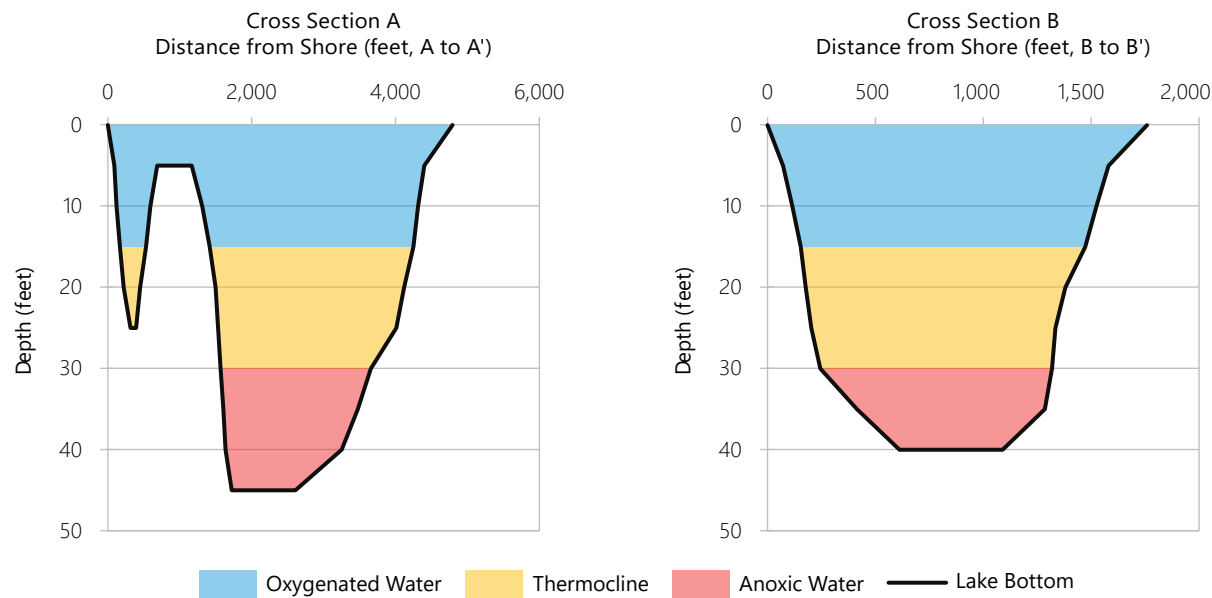 Cross Section A
Distance from Shore (feet, A to A')
0 2,000 4,000 6,000
0
10
20
30
40
50
Depth (feet)
Cross Section B
Distance from Shore (feet, B to B')
0 500 1,000 1,500 2,000
0
10
20
30
40
50
Depth (feet)
Oxygenated Water Thermocline Anoxic Water Lake Bottom